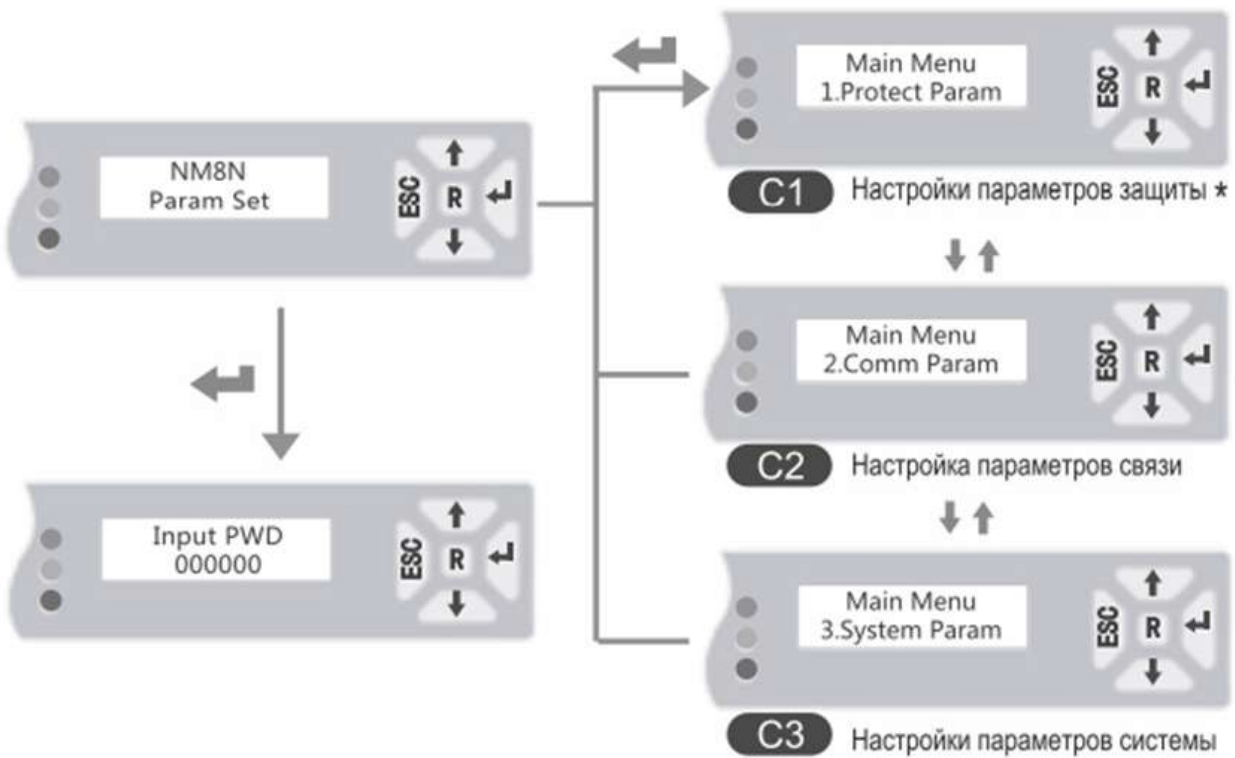 NM8N
Param Set
ESC
R
Input PWD
000000
ESC
R
Main Menu
1.Protect Param
ESC
R
C1 Настройки параметров защиты *
Main Menu
2.Comm Param
ESC
R
C2 Настройка параметров связи
Main Menu
3.System Param
ESC
R
C3 Настройки параметров системы